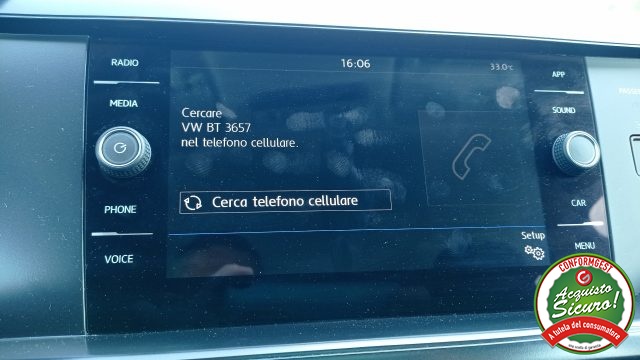 RADIO
16:06
33.0°C
APP
MEDIA
SOUND
Cercare
VW BT 3657
nel telefono cellulare.
Cerca telefono cellulare
PHONE
CAR
Setup
VOICE
MENU
CONFORMGEST
Acquisto
Sicuro!
A tutela del consumatore